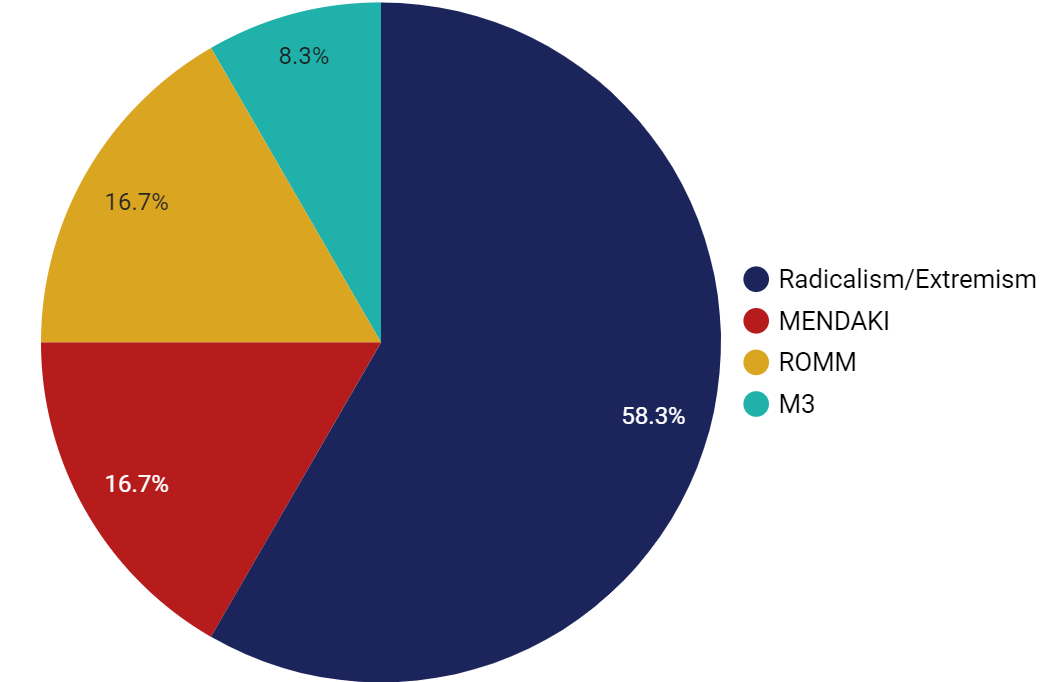 8.3%
16.7%
16.7%
58.3%
Radicalism/Extremism
MENDAKI
ROMM
M3